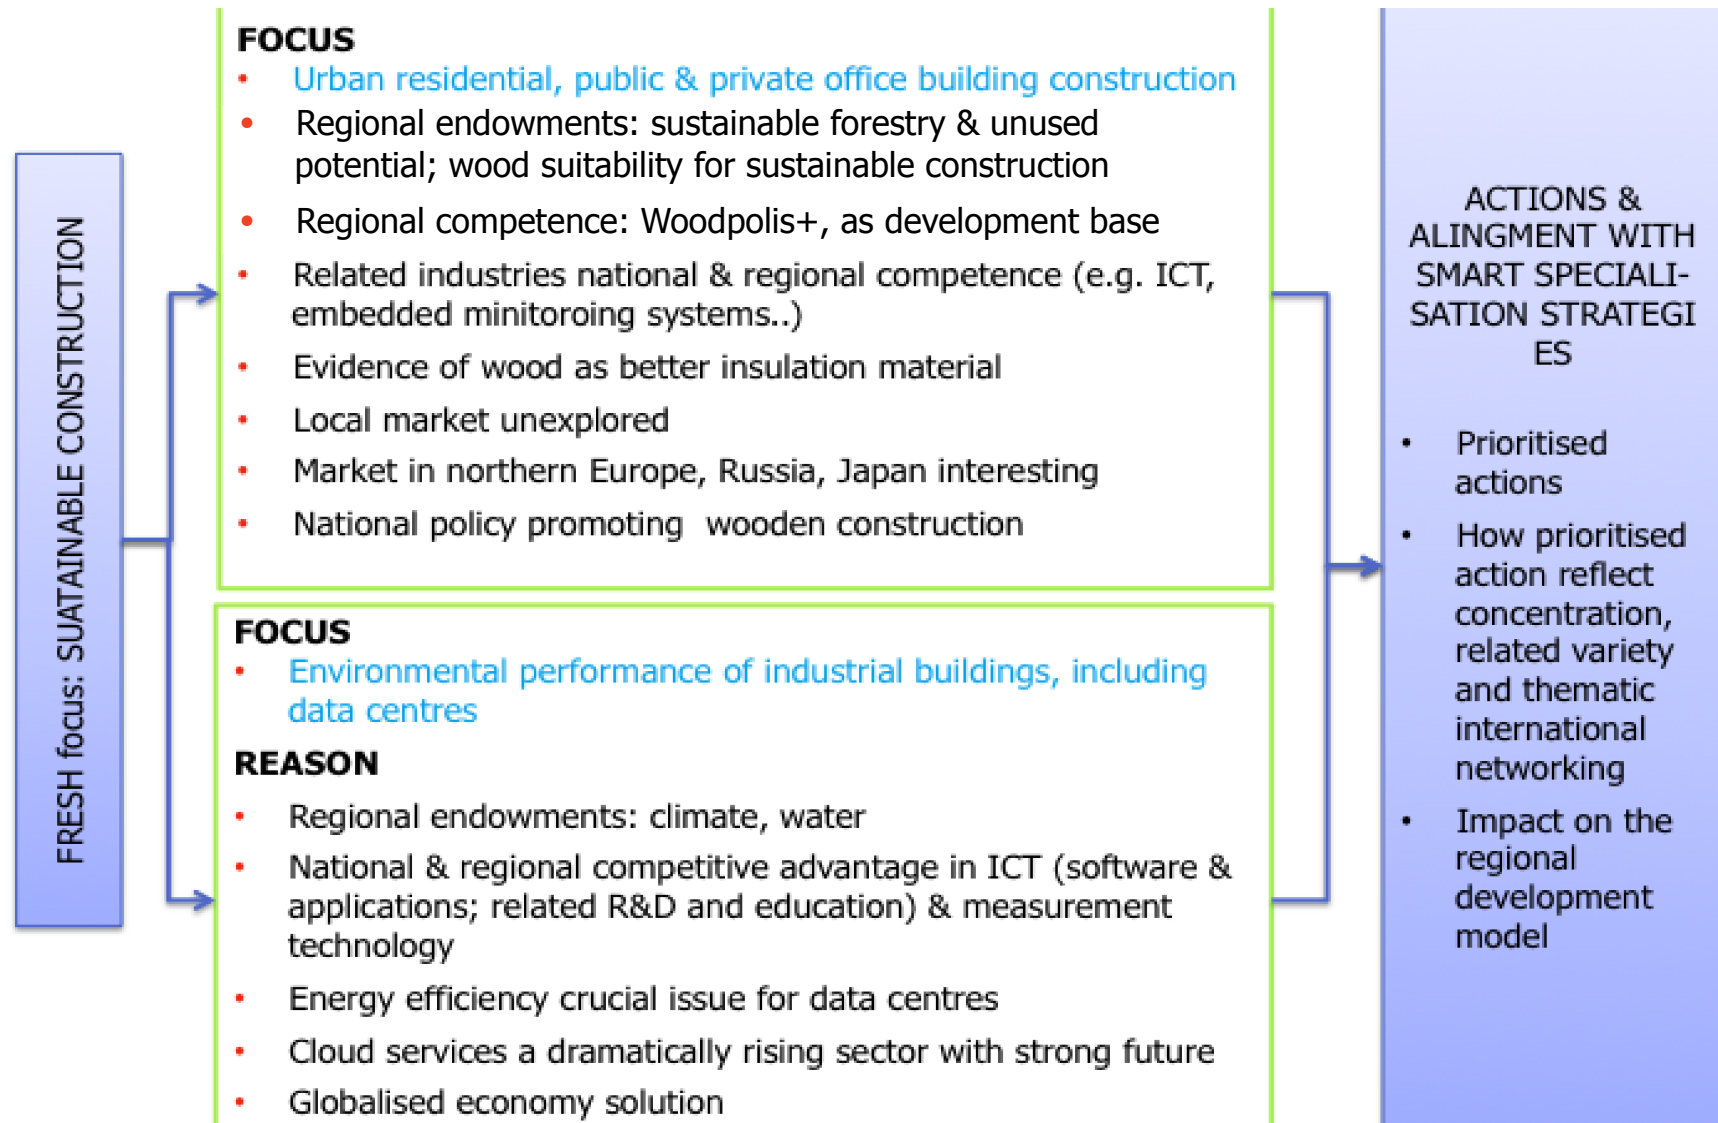 FRESH focus: SUATAINABLE CONSTRUCTION
FOCUS
• Urban residential, public & private office building construction
• Regional endowments: sustainable forestry & unused
potential; wood suitability for sustainable construction
• Regional competence: Woodpolis+, as development base
• Related industries national & regional competence (e.g. ICT,
embedded minitoroing systems..)
• Evidence of wood as better insulation material
• Local market unexplored
• Market in northern Europe, Russia, Japan interesting
• National policy promoting wooden construction
FOCUS
• Environmental performance of industrial buildings, including
data centres
REASON
• Regional endowments: climate, water
• National & regional competitive advantage in ICT (software &
applications; related R&D and education) & measurement
technology
• Energy efficiency crucial issue for data centres
• Cloud services a dramatically rising sector with strong future
• Globalised economy solution
ACTIONS &
ALINGMENT WITH
SMART SPECIALI-
SATION STRATEGI
ES
• Prioritised
actions
• How prioritised
action reflect
concentration,
related variety
and thematic
international
networking
• Impact on the
regional
development
model